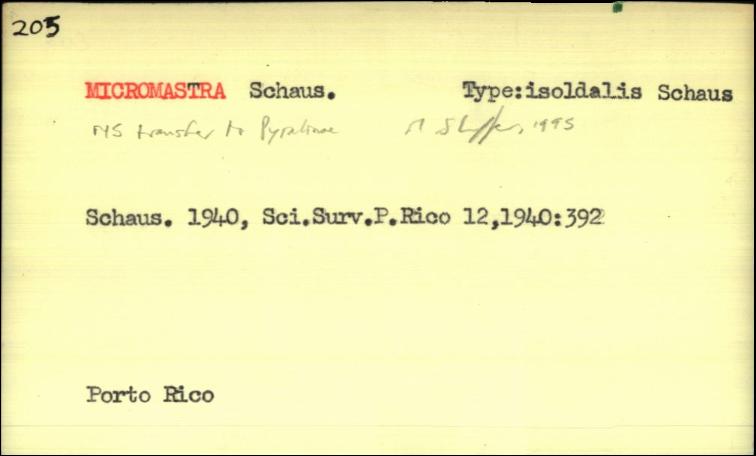 205
MICROMASTRA Schaus. Type:isoldalis Schaus
MS transfer to Pyralinae M Shaffer, 1995
Schaus. 1940, Sci.Surv.P.Rico 12,1940:392
Porto Rico